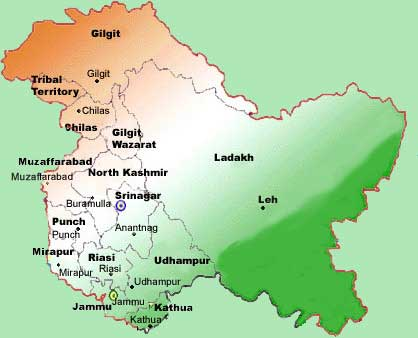 Gilgit
Gilgit
Tribal
Territory
Chilas
Chilas
Gilgit
Wazarat
Ladakh
Muzaffarabad
Muzaffarabad
North Kashmir
Srinagar
Buramulla
Leh
Punch
Punch
Anantnag
Mirapur
Mirapur
Riasi
Riasi
Udhampur
Udhampur
Jammu
Jammu
Kathua
Kathua